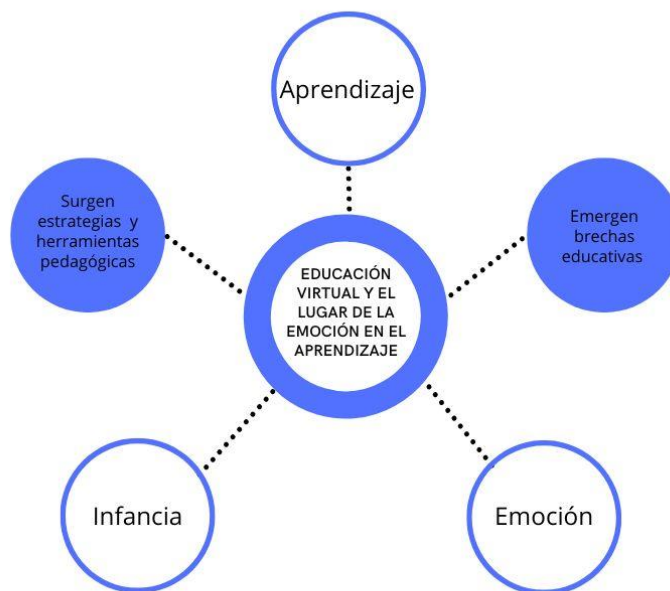 Aprendizaje
Surgen
estrategias y
herramientas
pedagógicas
Emergen
brechas
educativas
EDUCACIÓN
VIRTUAL Y EL
LUGAR DE LA
EMOCIÓN EN EL
APRENDIZAJE
Infancia
Emoción